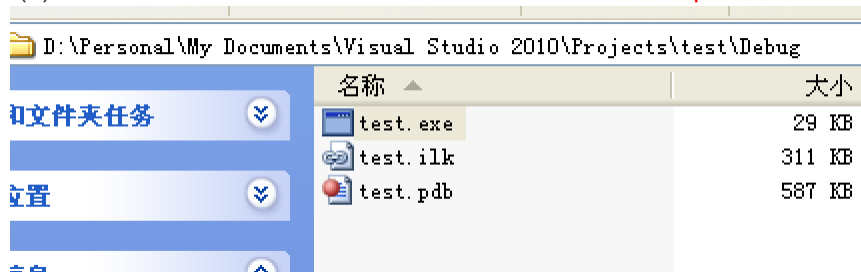 D:\Personal\My Documents\Visual Studio 2010\Projects\test\Debug
名称 大小
和文件夹任务
test.exe 29 KB
test.ilk 311 KB
位置
test.pdb 587 KB